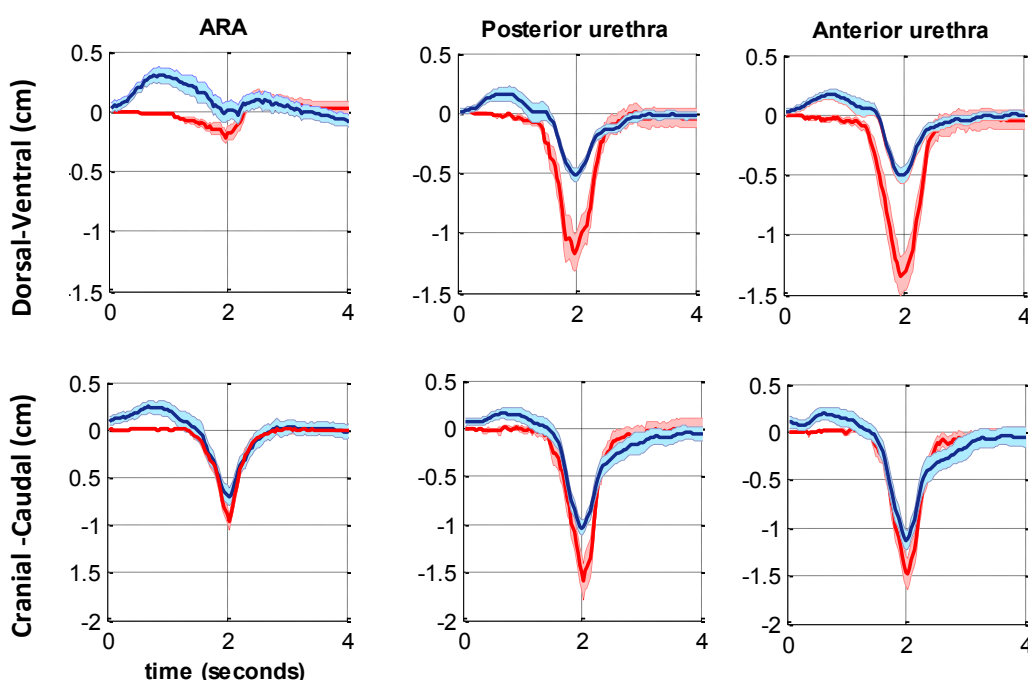 ARA Posterior urethra Anterior urethra
Dorsal-Ventral (cm)
0.5 0.5 0.5
0 0 0
-0.5 -0.5 -0.5
-1 -1 -1
.1.5 -1.5 -1.5
0 2 4 0 2 4 0 2 4
Cranial -Caudal (cm)
0.5 0.5 0.5
0 0 0
0.5 -0.5 -0.5
-1 -1 -1
-1.5 -1.5 -1.5
-2 -2 -2
0 2 4 0 2 4 0 2 4
time (seconds)